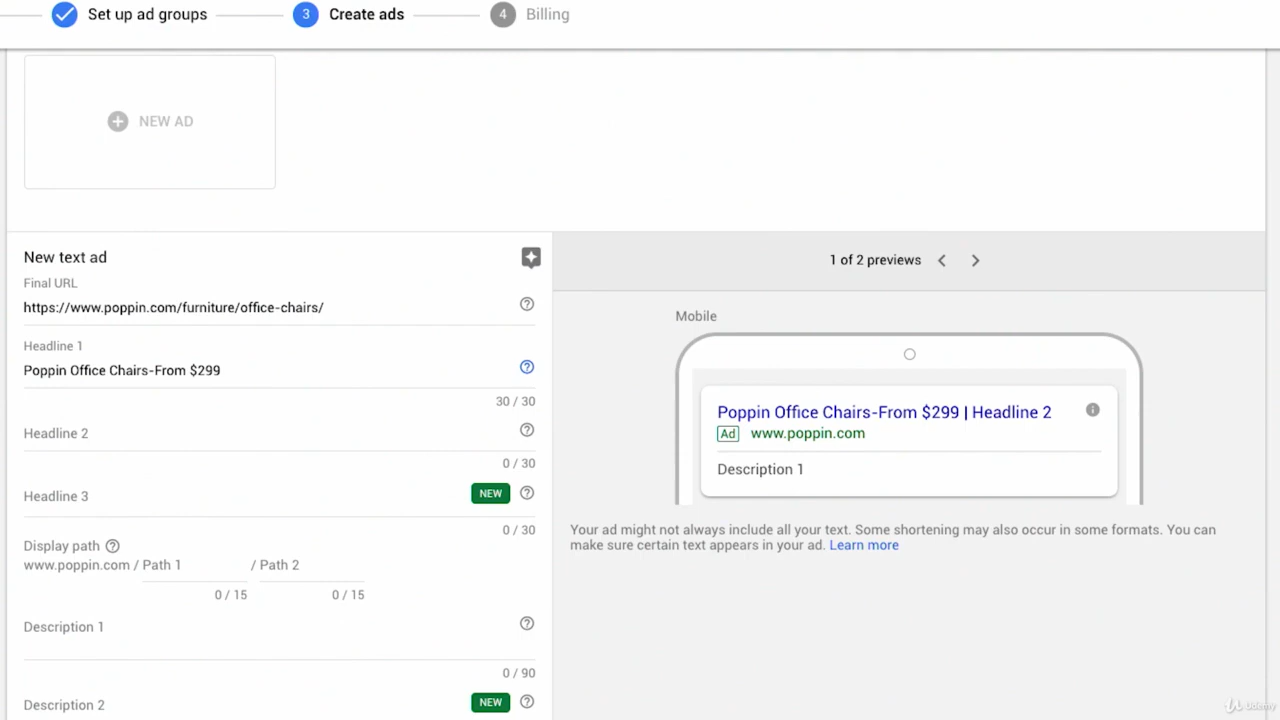 Set up ad groups
3 Create ads
4 Billing
NEW AD
New text ad
Final URL
https://www.poppin.com/furniture/office-chairs/
Headline 1
Poppin Office Chairs-From $299
30 / 30
Headline 2
0 / 30
Headline 3
NEW
0 / 30
Display path
www.poppin.com / Path 1 / Path 2
0 / 15 0 / 15
Description 1
0 / 90
Description 2
NEW
1 of 2 previews
Mobile
Poppin Office Chairs-From $299 | Headline 2
Ad www.poppin.com
Description 1
Your ad might not always include all your text. Some shortening may also occur in some formats. You can
make sure certain text appears in your ad. Learn more
Udemy